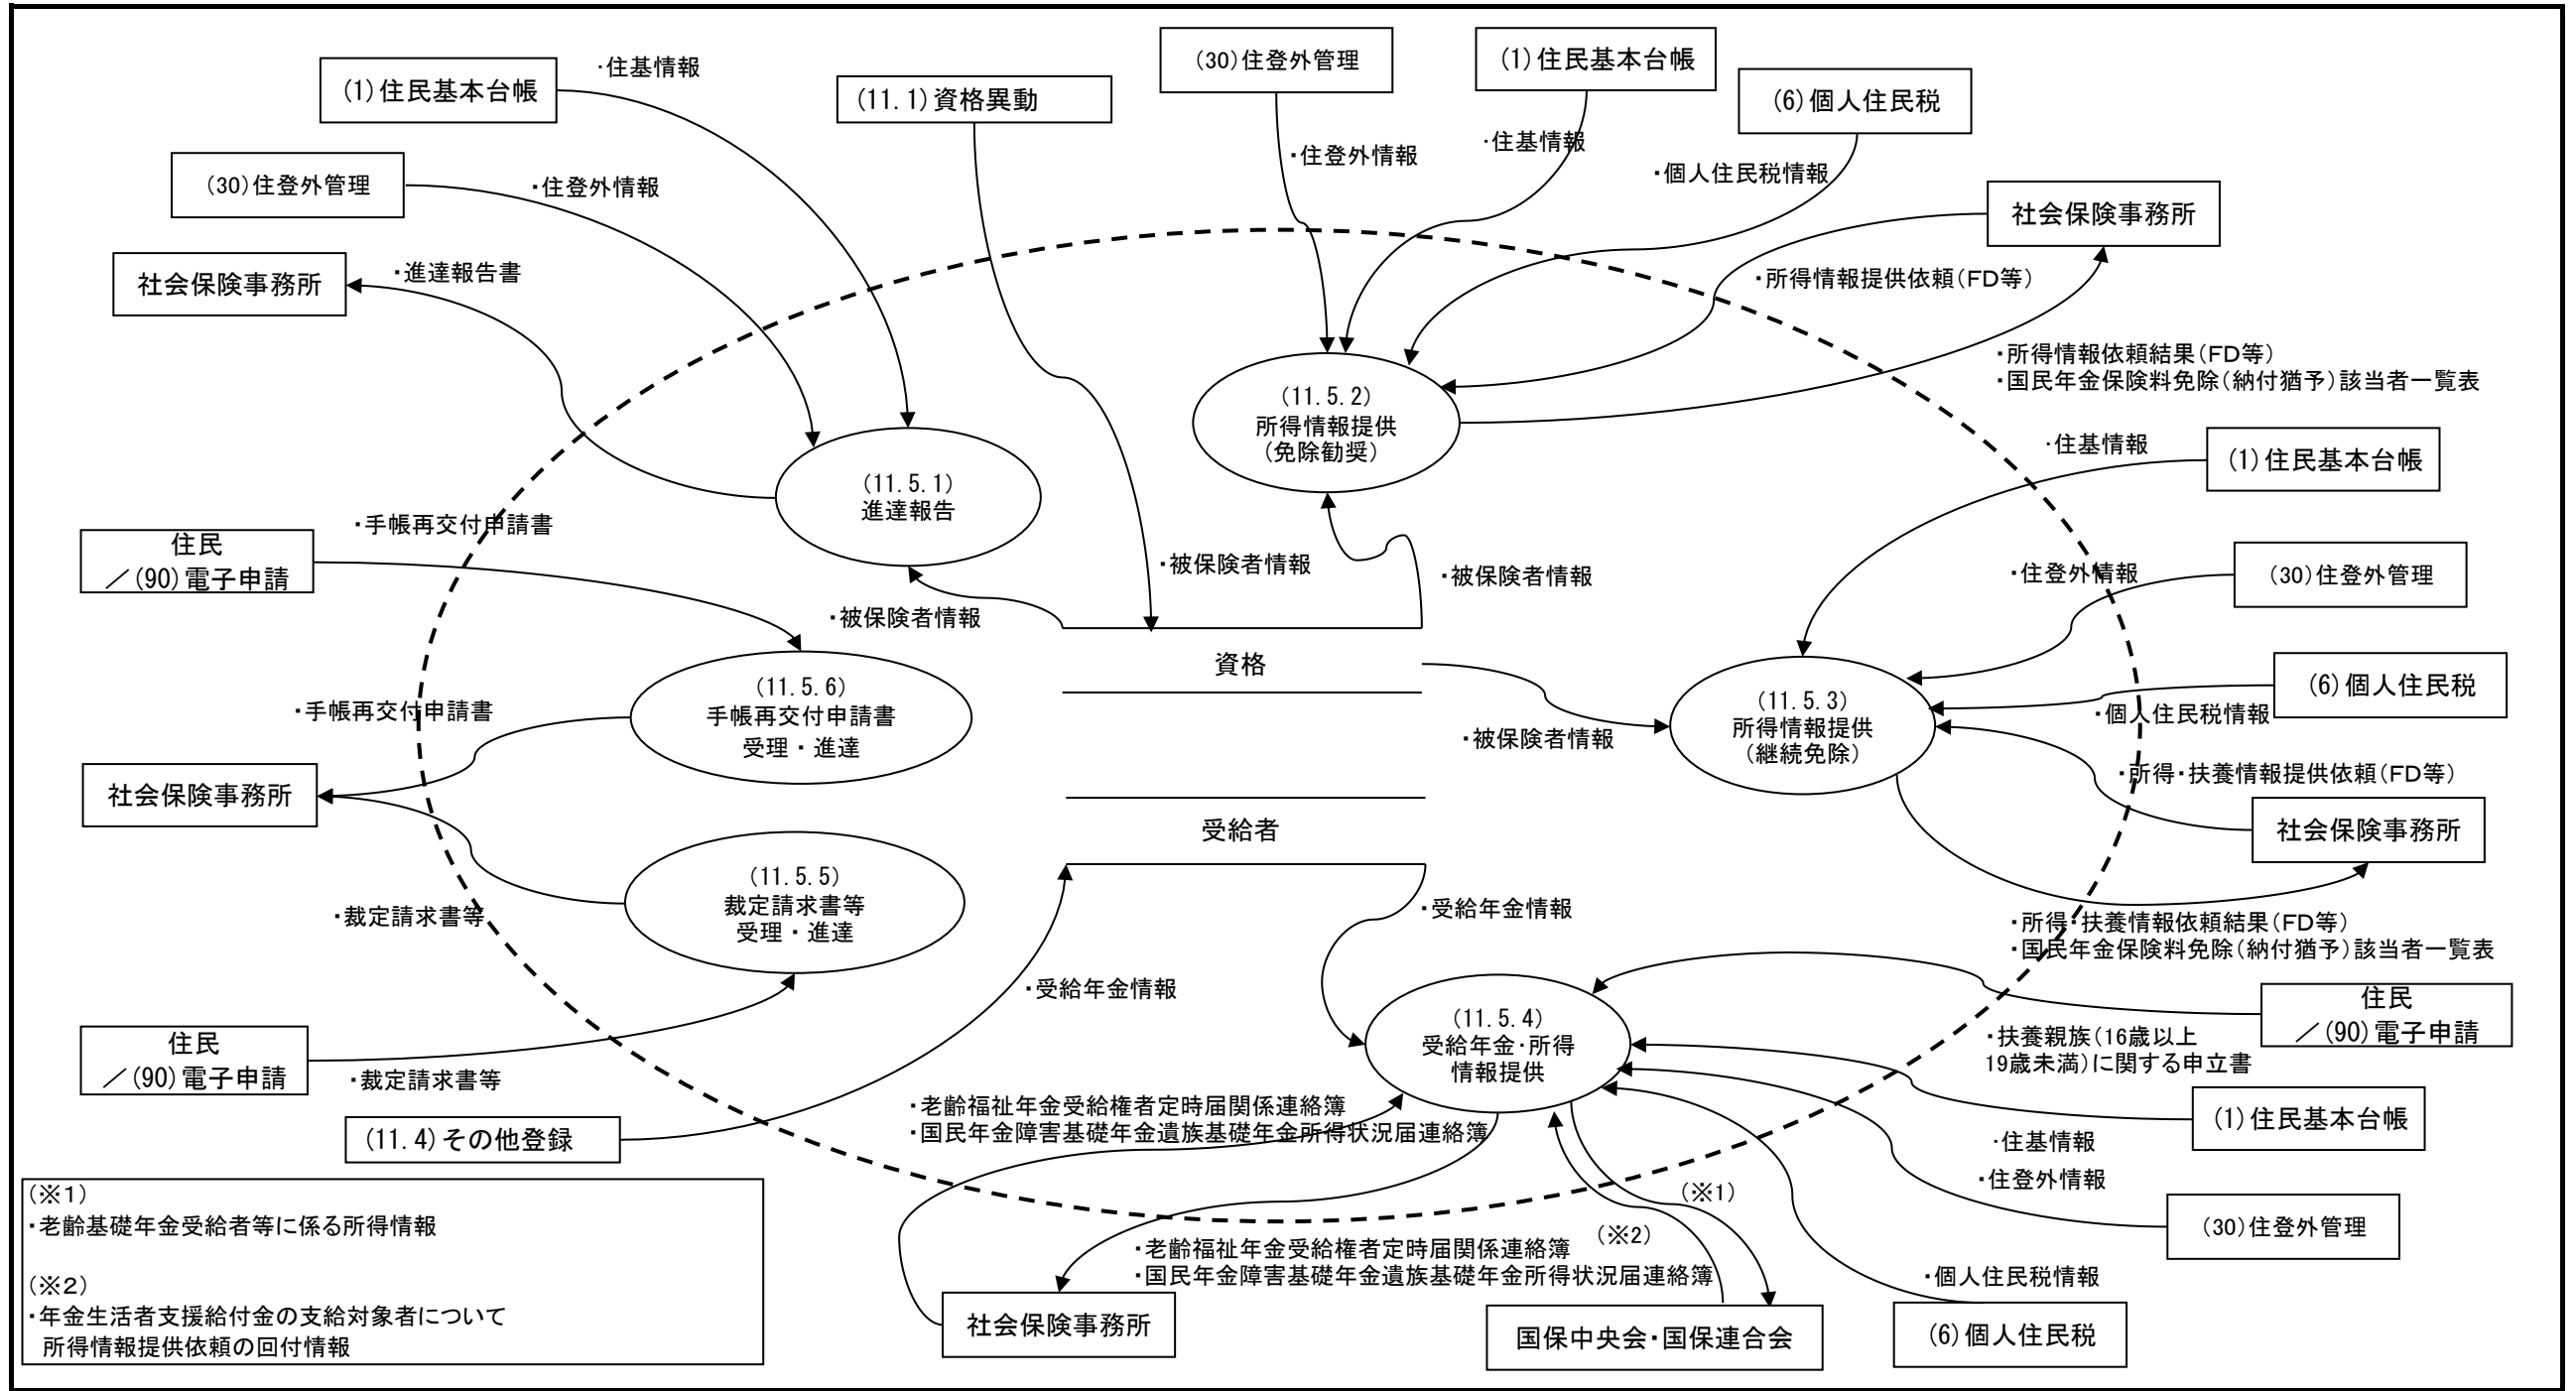 (30)住登外管理
(1)住民基本台帳
(1)住民基本台帳
・住基情報
(11.1)資格異動
(6)個人住民税
・住登外情報
・住基情報
・個人住民税情報
(30)住登外管理
・住登外情報
社会保険事務所
社会保険事務所
・進達報告書
・所得情報提供依頼(FD等)
・所得情報依頼結果(FD等)
・国民年金保険料免除(納付猶予)該当者一覧表
(11.5.2)
所得情報提供
(免除勧奨)
・住基情報
(1)住民基本台帳
(11.5.1)
進達報告
・手帳再交付申請書
住民
／(90)電子申請
・被保険者情報
・被保険者情報
・住登外情報
(30)住登外管理
・被保険者情報
資格
(11.5.6)
手帳再交付申請書
受理・進達
・手帳再交付申請書
(11.5.3)
所得情報提供
(継続免除)
(6)個人住民税
・個人住民税情報
・被保険者情報
社会保険事務所
・所得・扶養情報提供依頼(FD等)
受給者
社会保険事務所
(11.5.5)
裁定請求書等
受理・進達
・裁定請求書等
・受給年金情報
・所得・扶養情報依頼結果(FD等)
・国民年金保険料免除(納付猶予)該当者一覧表
・受給年金情報
(11.5.4)
受給年金・所得
情報提供
住民
／(90)電子申請
・扶養親族(16歳以上
19歳未満)に関する申立書
住民
／(90)電子申請
・裁定請求書等
(11.4)その他登録
・老齢福祉年金受給権者定時届関係連絡簿
・国民年金障害基礎年金遺族基礎年金所得状況届連絡簿
(1)住民基本台帳
・住基情報
・住登外情報
(30)住登外管理
(※1)
(※2)
・老齢福祉年金受給権者定時届関係連絡簿
・国民年金障害基礎年金遺族基礎年金所得状況届連絡簿
・個人住民税情報
社会保険事務所
国保中央会・国保連合会
(6)個人住民税
(※1)
・老齢基礎年金受給者等に係る所得情報
(※2)
・年金生活者支援給付金の支給対象者について
所得情報提供依頼の回付情報